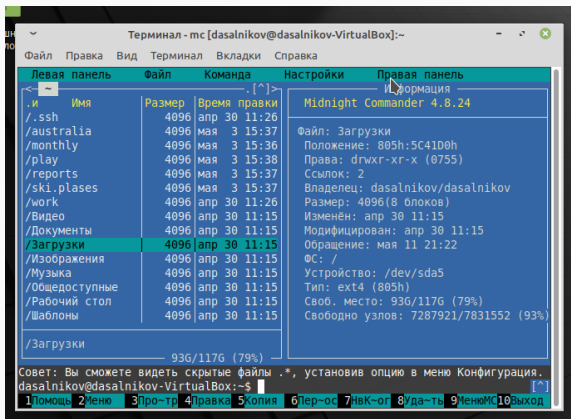 Терминал - mc [dasalnikov@dasalnikov-VirtualBox]:~
Файл Правка Вид Терминал Вкладки Справка
Левая панель Файл Команда Настройки Правая панель
<- ~ .[^]>
.и Имя Размер Время правки
/.ssh 4096 апр 30 11:26
/australia 4096 мая 3 15:37
/monthly 4096 мая 3 15:36
/play 4096 мая 3 15:38
/reports 4096 мая 3 15:37
/ski.plases 4096 мая 3 15:37
/work 4096 апр 30 11:26
/Видео 4096 апр 30 11:15
/Документы 4096 апр 30 11:15
/Загрузки 4096 апр 30 11:15
/Изображения 4096 апр 30 11:15
/Музыка 4096 апр 30 11:15
/Общедоступные 4096 апр 30 11:15
/Рабочий стол 4096 апр 30 11:15
/Шаблоны 4096 апр 30 11:15
/Загрузки
93G/117G (79%)
Информация
Midnight Commander 4.8.24
Файл: Загрузки
Положение: 805h:5C41D0h
Права: drwxr-xr-x (0755)
Ссылок: 2
Владелец: dasalnikov/dasalnikov
Размер: 4096(8 блоков)
Изменён: апр 30 11:15
Модифицирован: апр 30 11:15
Обращение: мая 11 21:22
ФС: /
Устройство: /dev/sda5
Тип: ext4 (805h)
Своб. место: 93G/117G (79%)
Свободно узлов: 7287921/7831552 (93%)
Совет: Вы сможете видеть скрытые файлы .*, установив опцию в меню Конфигурация.
dasalnikov@dasalnikov-VirtualBox:~$ [^]
1Помощь 2Меню 3Про~тр 4Правка 5Копия 6Пер~ос 7НвК~ог 8Уда~ть 9МенюMC 10Выход